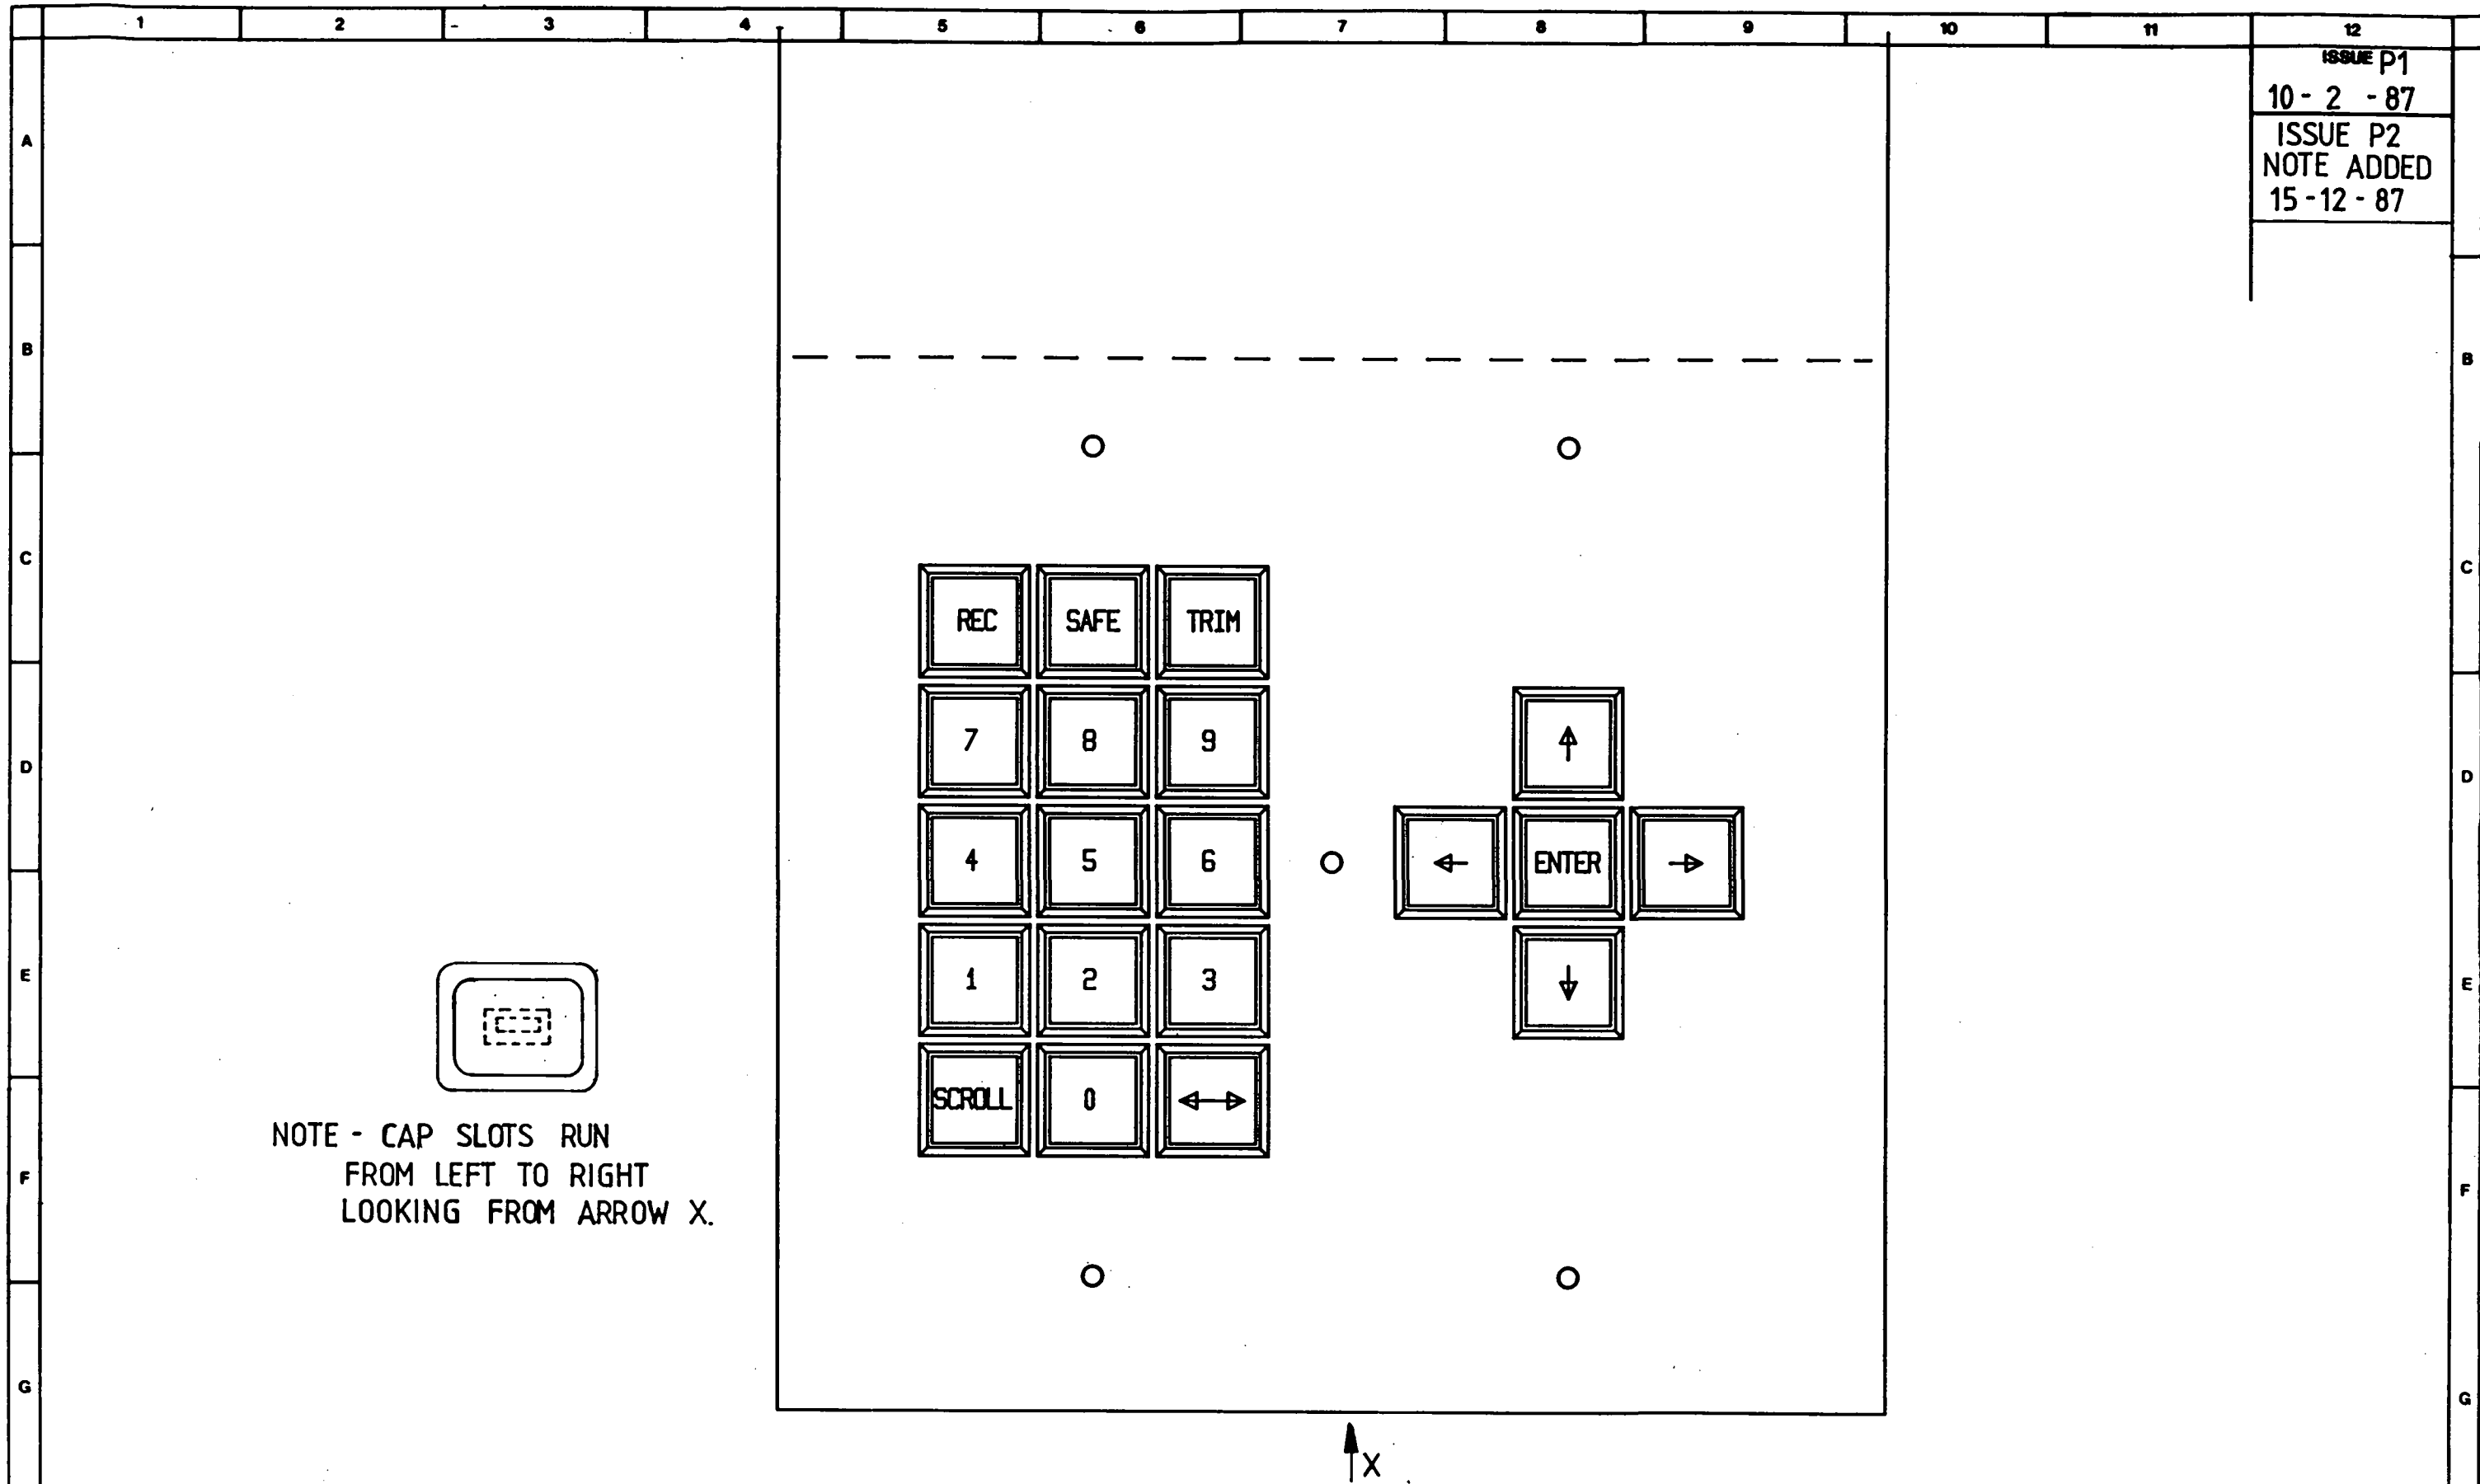 1 2 3 4 5 6 7 8 9 10 11 12
ISSUE P1
10 - 2 - 87
ISSUE P2
NOTE ADDED
15 - 12 - 87
A
B B
C C
REC SAFE TRIM
7 8 9
D D
4 5 6
ENTER
E E
1 2 3
SCROLL 0
NOTE - CAP SLOTS RUN
FROM LEFT TO RIGHT
LOOKING FROM ARROW X.
F F
G G
X